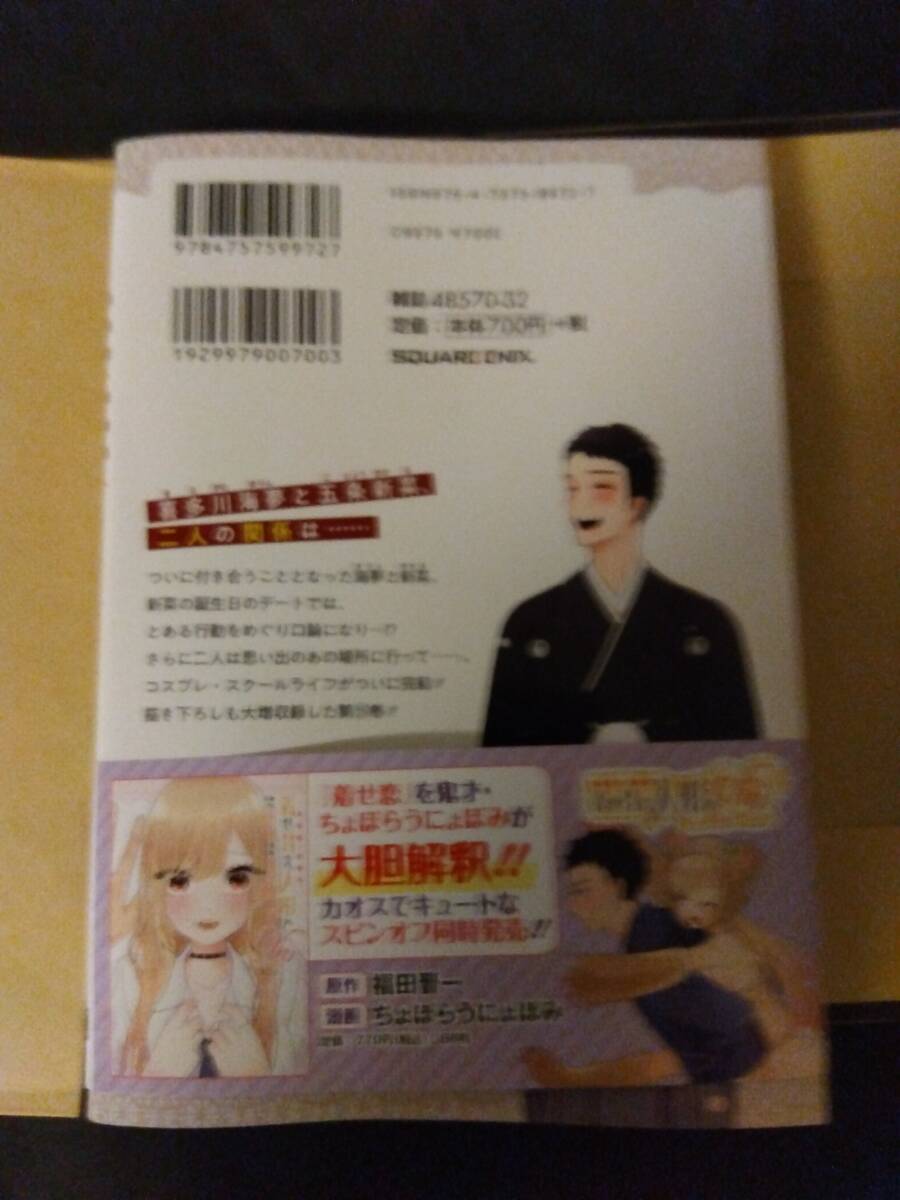 9784757599727
1929979007003
雑誌 48570-32
定価：本体700円+税
SQUARE ENIX.
喜多川海夢と五条新菜、
二人の関係は……
ついに付き合うこととなった海夢と新菜。
新菜の誕生日のデートでは、
とある行動をめぐり口論になり…!?
さらに二人は思い出のあの場所に行って……。
コスプレ・スクールライフがついに完結!!
描き下ろしも大増収録した
『着せ恋』を鬼才・
ちょぼらうにょぽみが
大胆解釈!!
カオスでキュートな
スピンオフ同時発売!!
原作 福田晋一
漫画 ちょぼらうにょぽみ
定価 770円(税込)